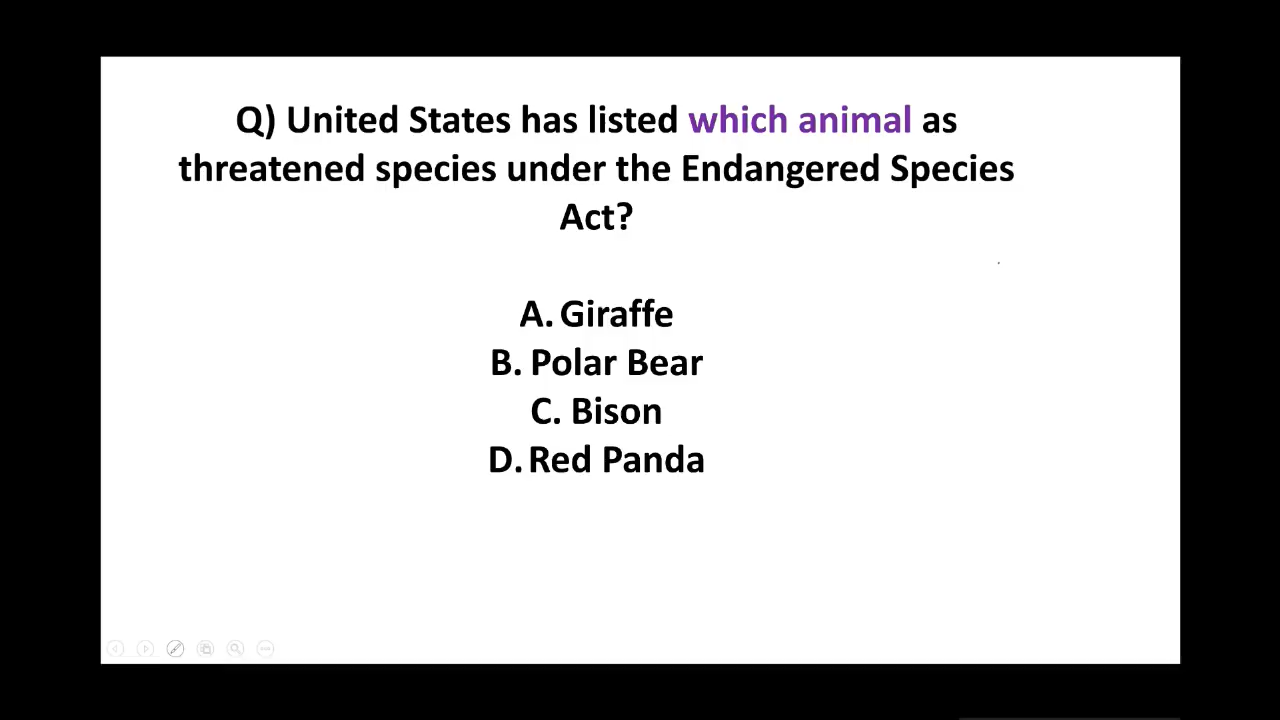 Q) United States has listed which animal as
threatened species under the Endangered Species
Act?
A. Giraffe
B. Polar Bear
C. Bison
D. Red Panda